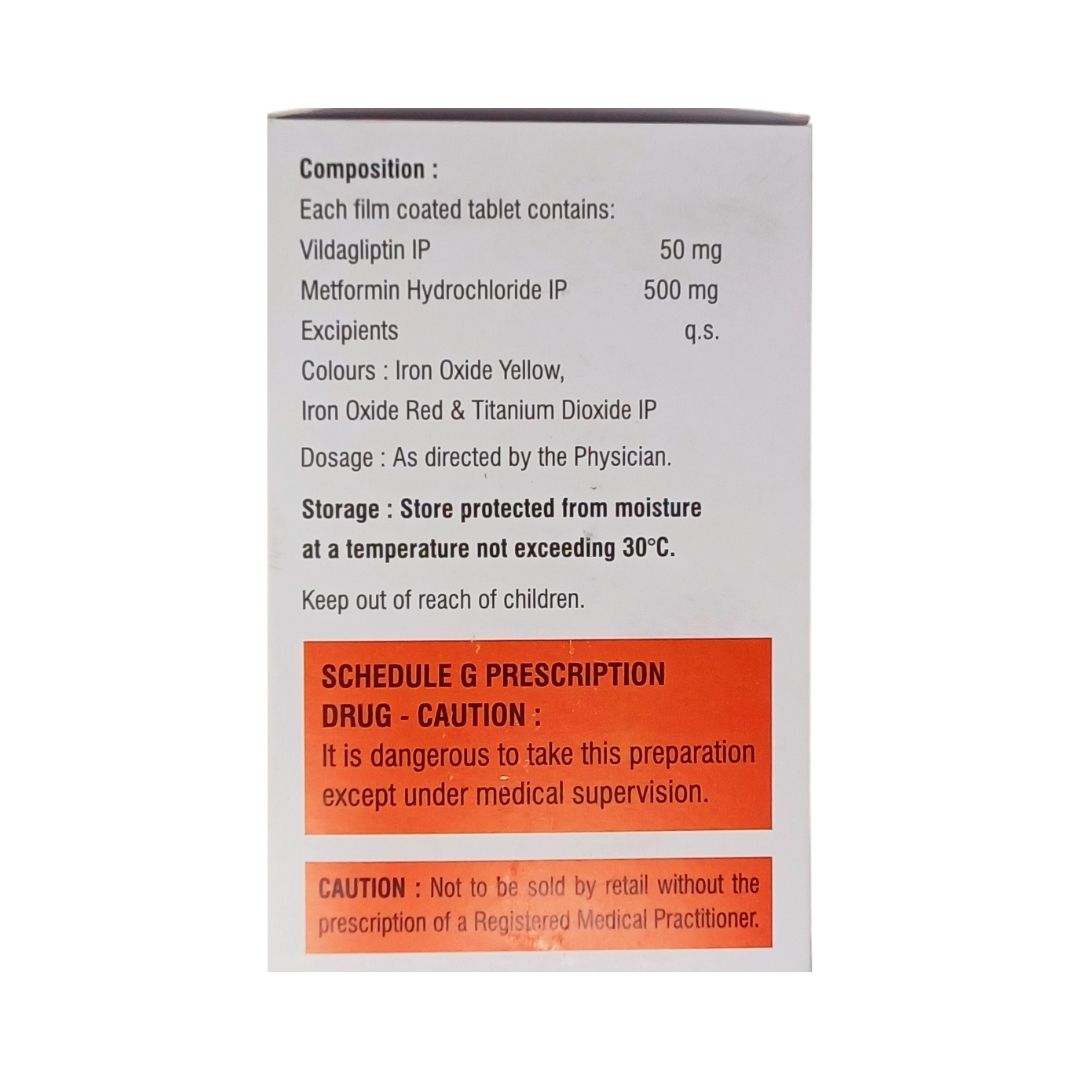 Composition :
Each film coated tablet contains:
Vildagliptin IP 50 mg
Metformin Hydrochloride IP 500 mg
Excipients q.s.
Colours : Iron Oxide Yellow,
Iron Oxide Red & Titanium Dioxide IP
Dosage : As directed by the Physician.
Storage : Store protected from moisture
at a temperature not exceeding 30°C.
Keep out of reach of children.
SCHEDULE G PRESCRIPTION
DRUG - CAUTION :
It is dangerous to take this preparation
except under medical supervision.
CAUTION : Not to be sold by retail without the
prescription of a Registered Medical Practitioner.